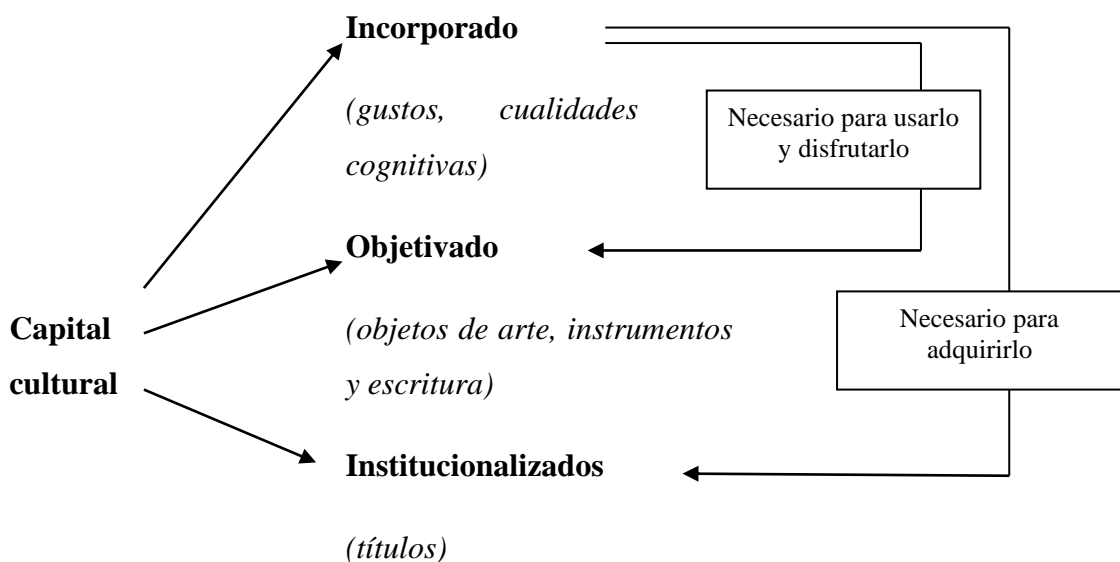 Incorporado
(gustos, cualidades
cognitivas)
Necesario para usarlo
y disfrutarlo
Objetivado
Capital
cultural
(objetos de arte, instrumentos
y escritura)
Necesario para
adquirirlo
Institucionalizados
(títulos)